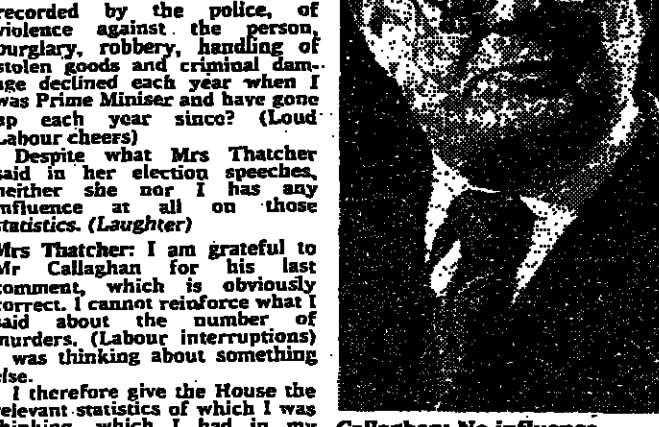 recorded by the police, of
violence against the person,
burglary, robbery, handling of
stolen goods and criminal dam-
age declined each year when I
was Prime Miniser and have gone
up each year since? (Loud
Labour cheers)
Despite what Mrs Thatcher
said in her election speeches,
neither she nor I has any
influence at all on those
statistics. (Laughter)
Mrs Thatcher: I am grateful to
Mr Callaghan for his last
comment, which is obviously
correct. I cannot reinforce what I
said about the number of
murders. (Labour interruptions)
I was thinking about something
else.
I therefore give the House the
relevant statistics of which I was
thinking, which I had in my
Callaghan: No influence